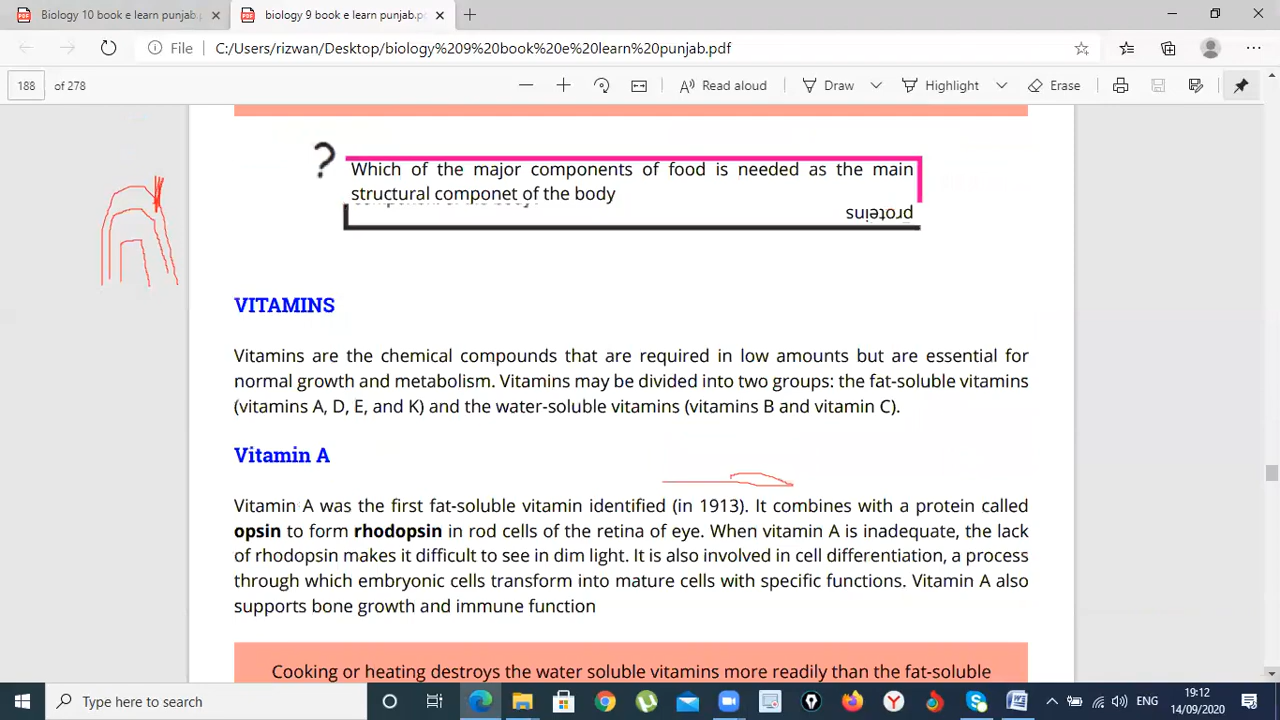 Biology 10 book e learn punjab.
biology 9 book e learn punjab.pd
File
C:/Users/rizwan/Desktop/biology%209%20book%20e%20learn%20punjab.pdf
188
of 278
Read aloud
Draw
Highlight
Erase
?
Which of the major components of food is needed as the main
structural componet of the body
proteins
VITAMINS
Vitamins are the chemical compounds that are required in low amounts but are essential for
normal growth and metabolism. Vitamins may be divided into two groups: the fat-soluble vitamins
(vitamins A, D, E, and K) and the water-soluble vitamins (vitamins B and vitamin C).
Vitamin A
Vitamin A was the first fat-soluble vitamin identified (in 1913). It combines with a protein called
opsin to form rhodopsin in rod cells of the retina of eye. When vitamin A is inadequate, the lack
of rhodopsin makes it difficult to see in dim light. It is also involved in cell differentiation, a process
through which embryonic cells transform into mature cells with specific functions. Vitamin A also
supports bone growth and immune function
Cooking or heating destroys the water soluble vitamins more readily than the fat-soluble
Type here to search
ENG
19:12
14/09/2020